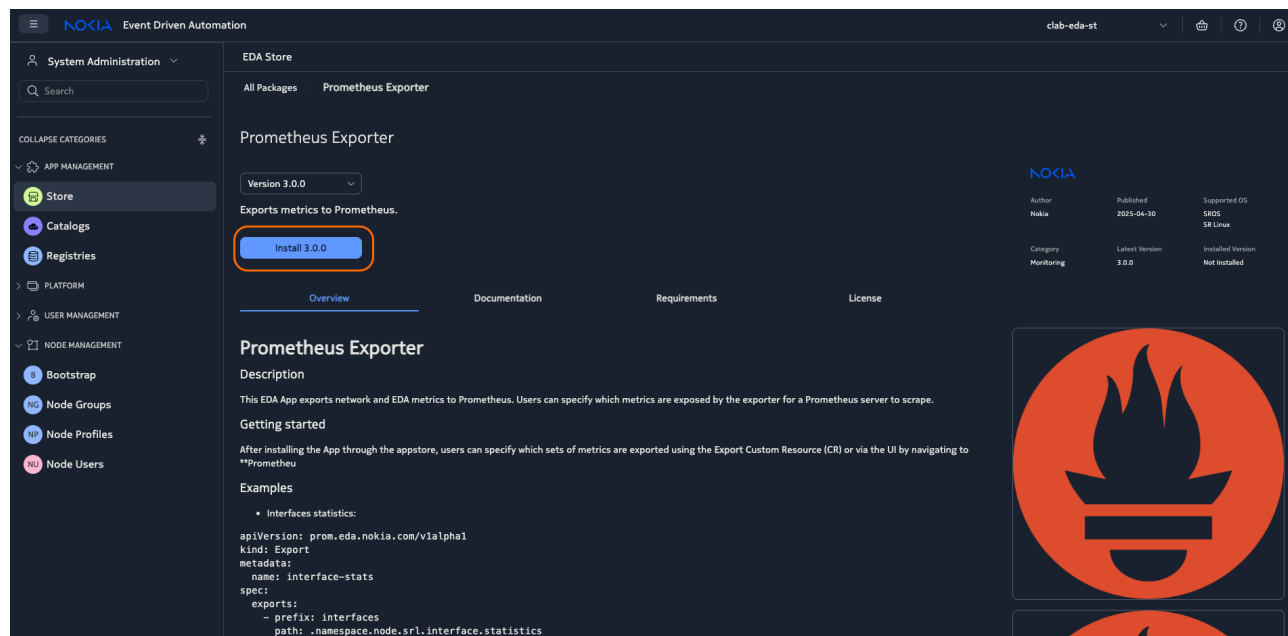 NOKIA Event Driven Automation
clab-eda-st
System Administration
Search
COLLAPSE CATEGORIES
APP MANAGEMENT
Store
Catalogs
Registries
PLATFORM
USER MANAGEMENT
NODE MANAGEMENT
B Bootstrap
NG Node Groups
NP Node Profiles
NU Node Users
EDA Store
All Packages Prometheus Exporter
Prometheus Exporter
Version 3.0.0
Exports metrics to Prometheus.
Install 3.0.0
NOKIA
Author Published Supported OS
Nokia 2025-04-30 SROS
SR Linux
Category Latest Version Installed Version
Monitoring 3.0.0 Not Installed
Overview Documentation Requirements License
Prometheus Exporter
Description
This EDA App exports network and EDA metrics to Prometheus. Users can specify which metrics are exposed by the exporter for a Prometheus server to scrape.
Getting started
After installing the App through the appstore, users can specify which sets of metrics are exported using the Export Custom Resource (CR) or via the UI by navigating to
**Prometheu
Examples
• Interfaces statistics:
apiVersion: prom.eda.nokia.com/v1alpha1
kind: Export
metadata:
  name: interface-stats
spec:
  exports:
    - prefix: interfaces
      path: .namespace.node.srl.interface.statistics